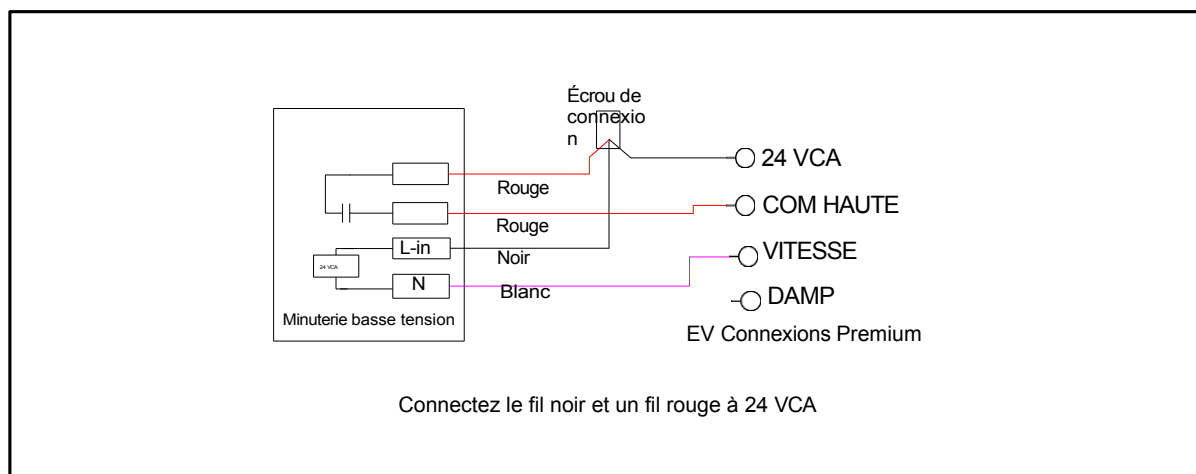 Écrou de
connexio
n
24 VCA
Rouge
COM HAUTE
Rouge
L-in
Noir
VITESSE
24 VCA
N
Blanc
DAMP
Minuterie basse tension
EV Connexions Premium
Connectez le fil noir et un fil rouge à 24 VCA